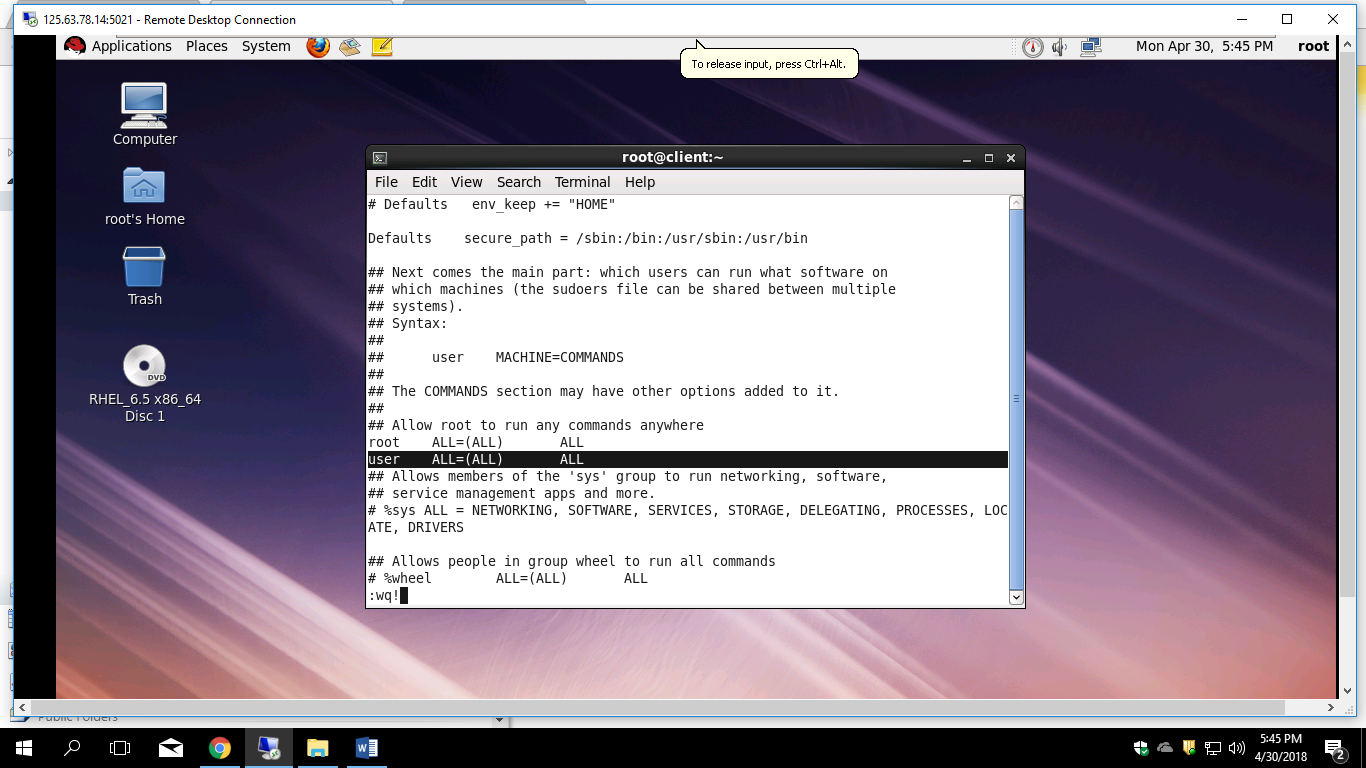 125.63.78.14:5021 - Remote Desktop Connection
Applications Places System
Mon Apr 30, 5:45 PM root
To release input, press Ctrl+Alt.
Computer
root's Home
Trash
DVD
RHEL_6.5 x86_64
Disc 1
root@client:~
File Edit View Search Terminal Help
# Defaults   env_keep += "HOME"
Defaults    secure_path = /sbin:/bin:/usr/sbin:/usr/bin
## Next comes the main part: which users can run what software on
## which machines (the sudoers file can be shared between multiple
## systems).
## Syntax:
##
##      user    MACHINE=COMMANDS
##
## The COMMANDS section may have other options added to it.
##
## Allow root to run any commands anywhere
root    ALL=(ALL)       ALL
user    ALL=(ALL)       ALL
## Allows members of the 'sys' group to run networking, software,
## service management apps and more.
# %sys ALL = NETWORKING, SOFTWARE, SERVICES, STORAGE, DELEGATING, PROCESSES, LOC
ATE, DRIVERS
## Allows people in group wheel to run all commands
# %wheel        ALL=(ALL)       ALL
:wq!
Public Folders
5:45 PM
4/30/2018
2